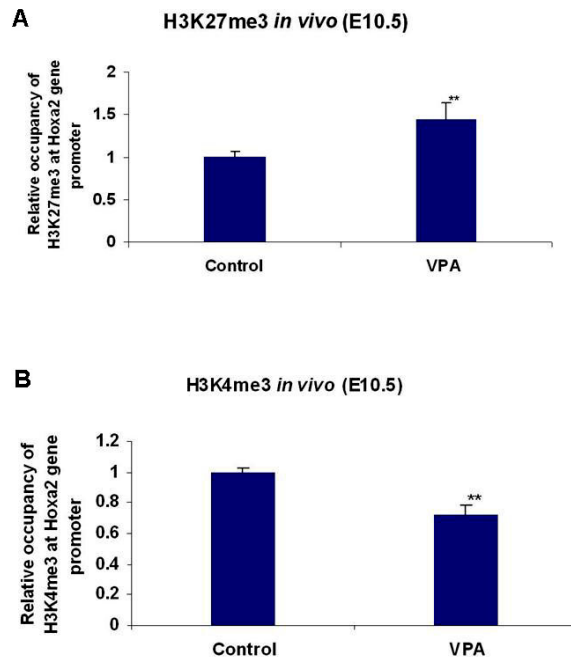 A
H3K27me3 in vivo (E10.5)
Relative occupancy of
H3K27me3 at Hoxa2 gene
promoter
2
1.5
1
0.5
0
**
Control
VPA
B
H3K4me3 in vivo (E10.5)
Relative occupancy of
H3K4me3 at Hoxa2 gene
promoter
1.2
1
0.8
0.6
0.4
0.2
0
**
Control
VPA